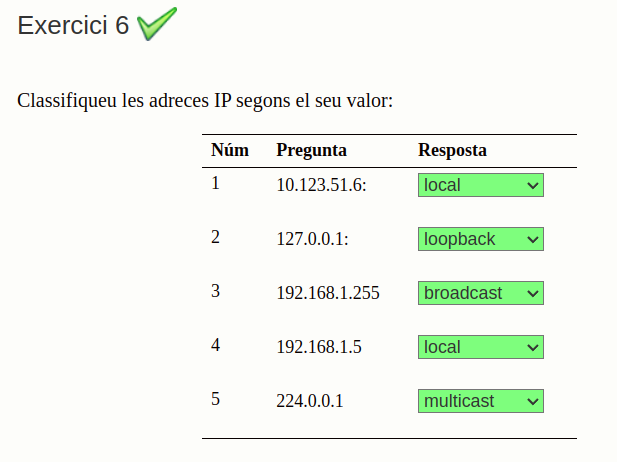 Exercici 6
Classifiqueu les adreces IP segons el seu valor:
Núm Pregunta Resposta
1 10.123.51.6: local
2 127.0.0.1: loopback
3 192.168.1.255 broadcast
4 192.168.1.5 local
5 224.0.0.1 multicast